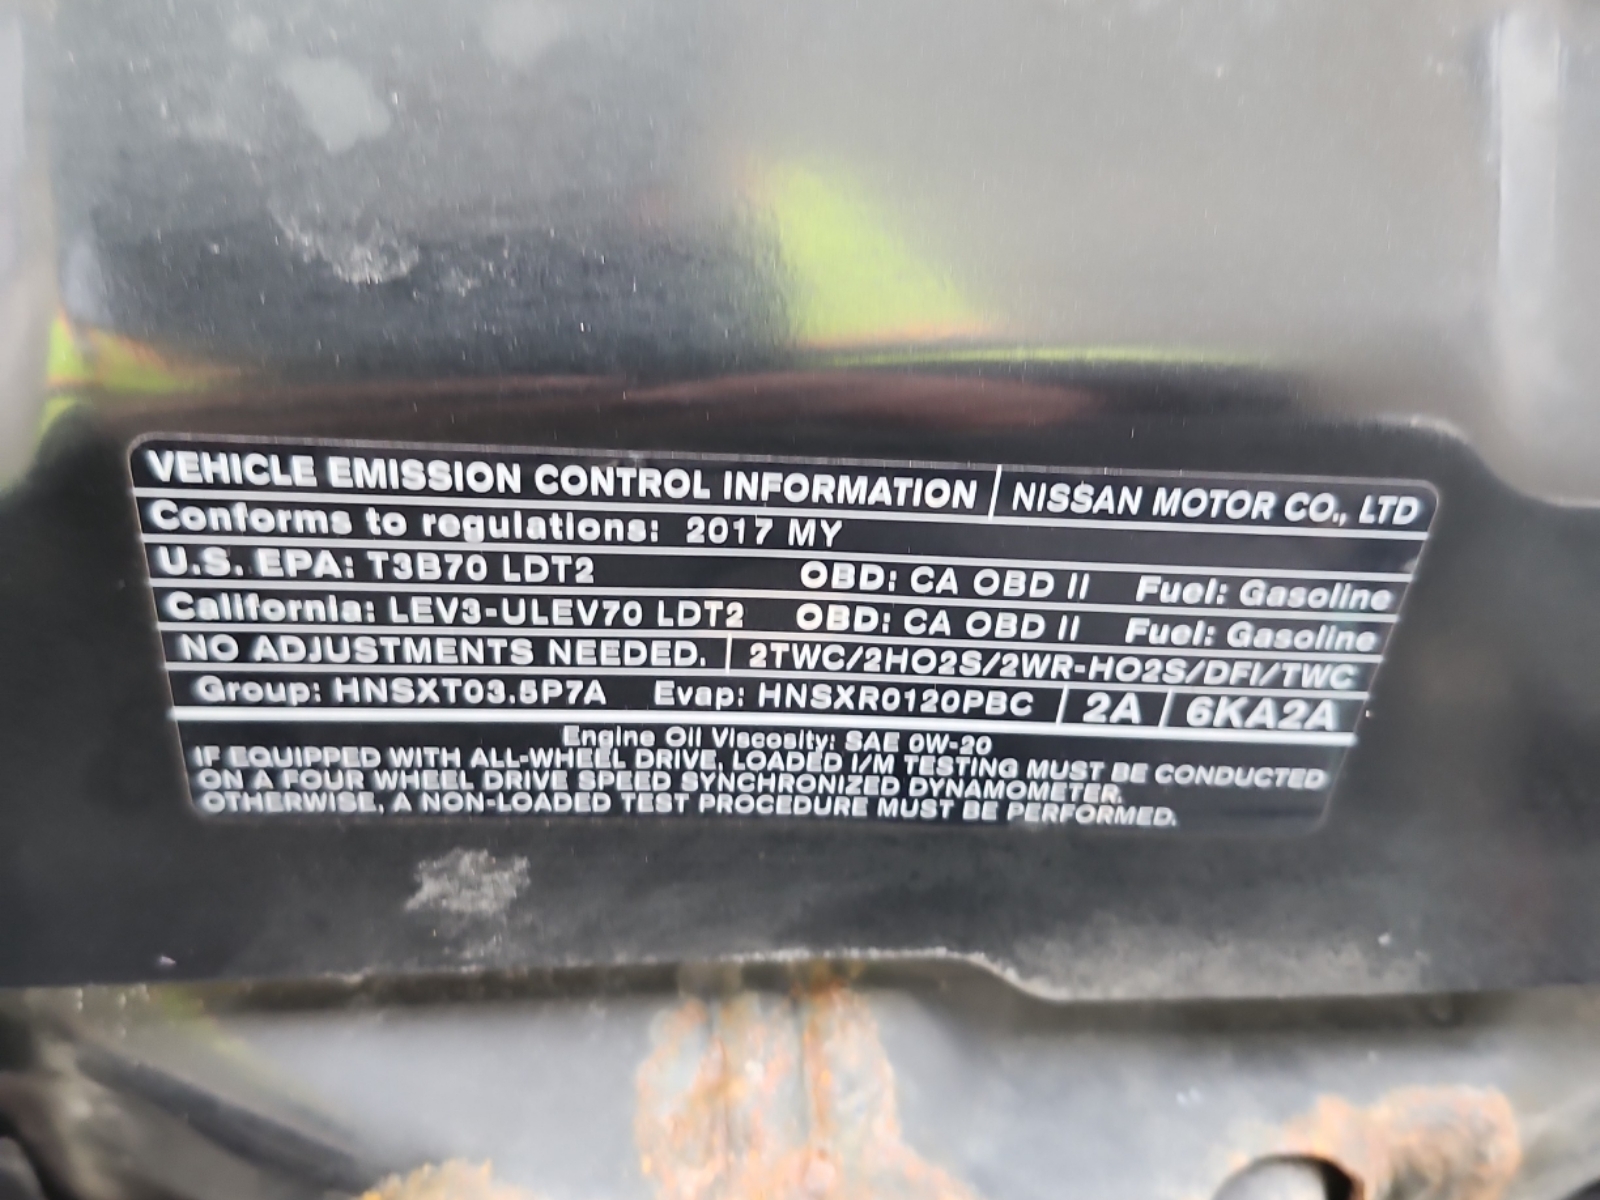 VEHICLE EMISSION CONTROL INFORMATION | NISSAN MOTOR CO., LTD
Conforms to regulations: 2017 MY
U.S. EPA: T3B70 LDT2 OBD: CA OBD II Fuel: Gasoline
California: LEV3-ULEV70 LDT2 OBD: CA OBD II Fuel: Gasoline
NO ADJUSTMENTS NEEDED. | 2TWC/2HO2S/2WR-HO2S/DFI/TWC
Group: HNSXT03.5P7A Evap: HNSXR0120PBC | 2A | 6KA2A
Engine Oil Viscosity: SAE 0W-20
IF EQUIPPED WITH ALL-WHEEL DRIVE, LOADED I/M TESTING MUST BE CONDUCTED
ON A FOUR WHEEL DRIVE SPEED SYNCHRONIZED DYNAMOMETER.
OTHERWISE, A NON-LOADED TEST PROCEDURE MUST BE PERFORMED.